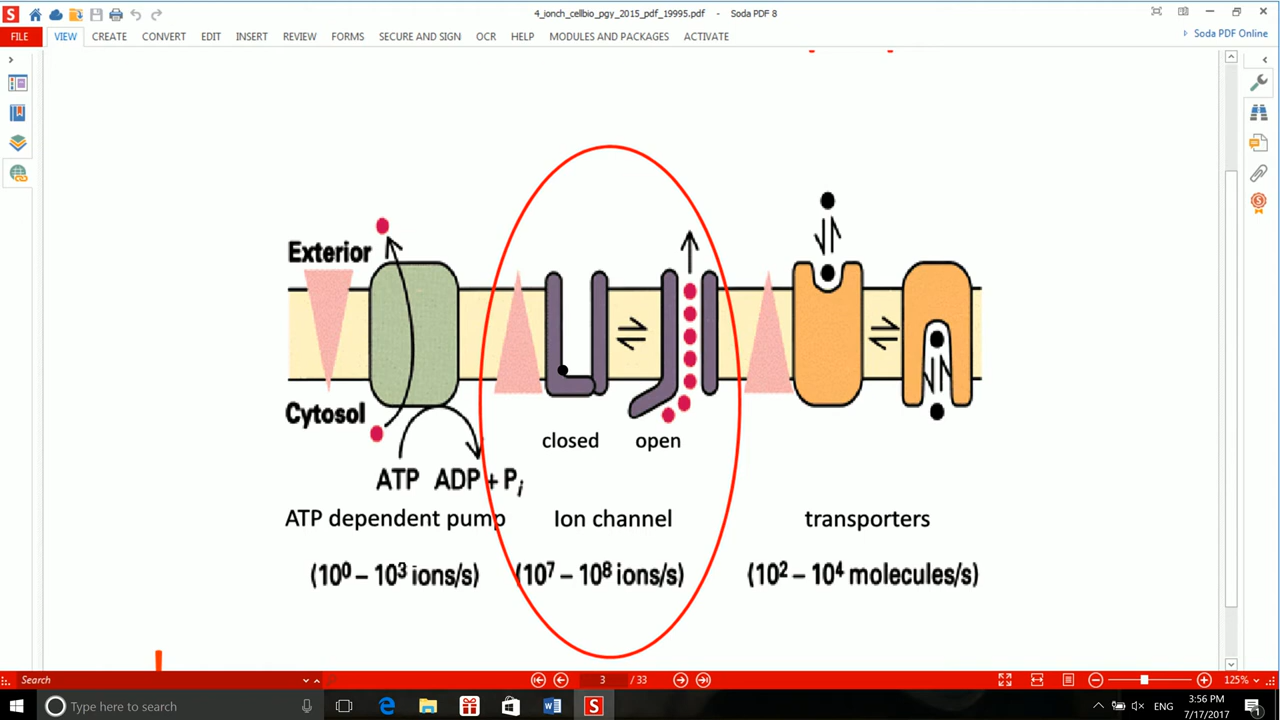 4_ionch_cellbio_pgy_2015_pdf_19995.pdf - Soda PDF 8
FILE VIEW CREATE CONVERT EDIT INSERT REVIEW FORMS SECURE AND SIGN OCR HELP MODULES AND PACKAGES ACTIVATE
Soda PDF Online
Exterior
Cytosol
closed open
ATP ADP + Pi
ATP dependent pump Ion channel transporters
(10⁰ – 10³ ions/s) (10⁷ – 10⁸ ions/s) (10² – 10⁴ molecules/s)
Search 3 / 33 125%
Type here to search
ENG
3:56 PM
7/17/2017